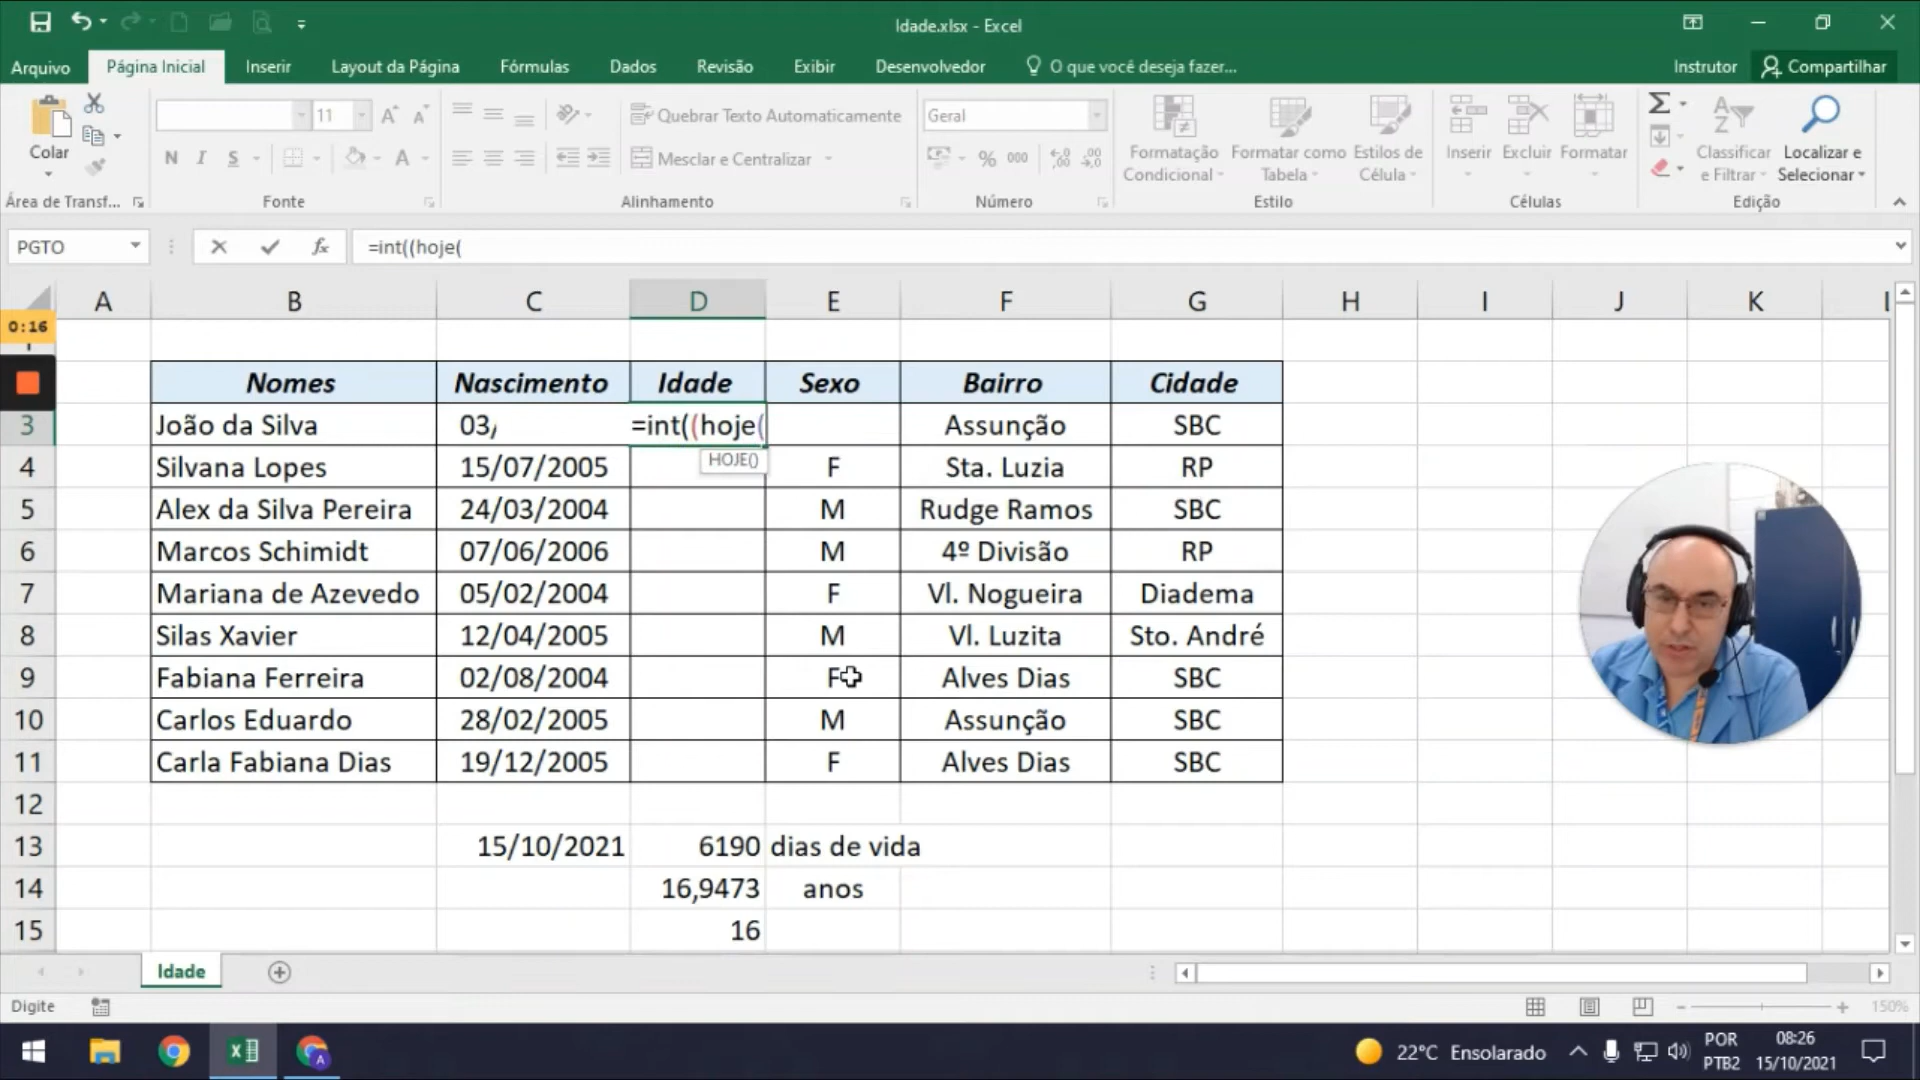 Idade.xlsx - Excel
Arquivo Página Inicial Inserir Layout da Página Fórmulas Dados Revisão Exibir Desenvolvedor O que você deseja fazer... Instrutor Compartilhar
Colar
11
N I S
A
Quebrar Texto Automaticamente
Mesclar e Centralizar
Geral
% 000
Formatação Condicional
Formatar como Tabela
Estilos de Célula
Inserir Excluir Formatar
Classificar e Filtrar
Localizar e Selecionar
Área de Transf... Fonte Alinhamento Número Estilo Células Edição
PGTO fx =int((hoje(
A B C D E F G H I J K L
0:16
Nomes Nascimento Idade Sexo Bairro Cidade
3 João da Silva 03/ =int((hoje( Assunção SBC
HOJE()
4 Silvana Lopes 15/07/2005 F Sta. Luzia RP
5 Alex da Silva Pereira 24/03/2004 M Rudge Ramos SBC
6 Marcos Schimidt 07/06/2006 M 4º Divisão RP
7 Mariana de Azevedo 05/02/2004 F Vl. Nogueira Diadema
8 Silas Xavier 12/04/2005 M Vl. Luzita Sto. André
9 Fabiana Ferreira 02/08/2004 F Alves Dias SBC
10 Carlos Eduardo 28/02/2005 M Assunção SBC
11 Carla Fabiana Dias 19/12/2005 F Alves Dias SBC
12
13 15/10/2021 6190 dias de vida
14 16,9473 anos
15 16
Idade
Digite 150%
22°C Ensolarado POR 08:26
PTB2 15/10/2021